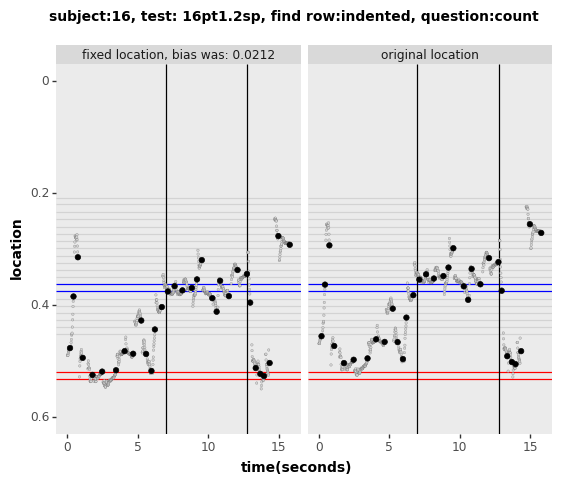 subject:16, test: 16pt1.2sp, find row:indented, question:count
fixed location, bias was: 0.0212
original location
0
0.2
0.4
0.6
location
0 5 10 15
0 5 10 15
time(seconds)